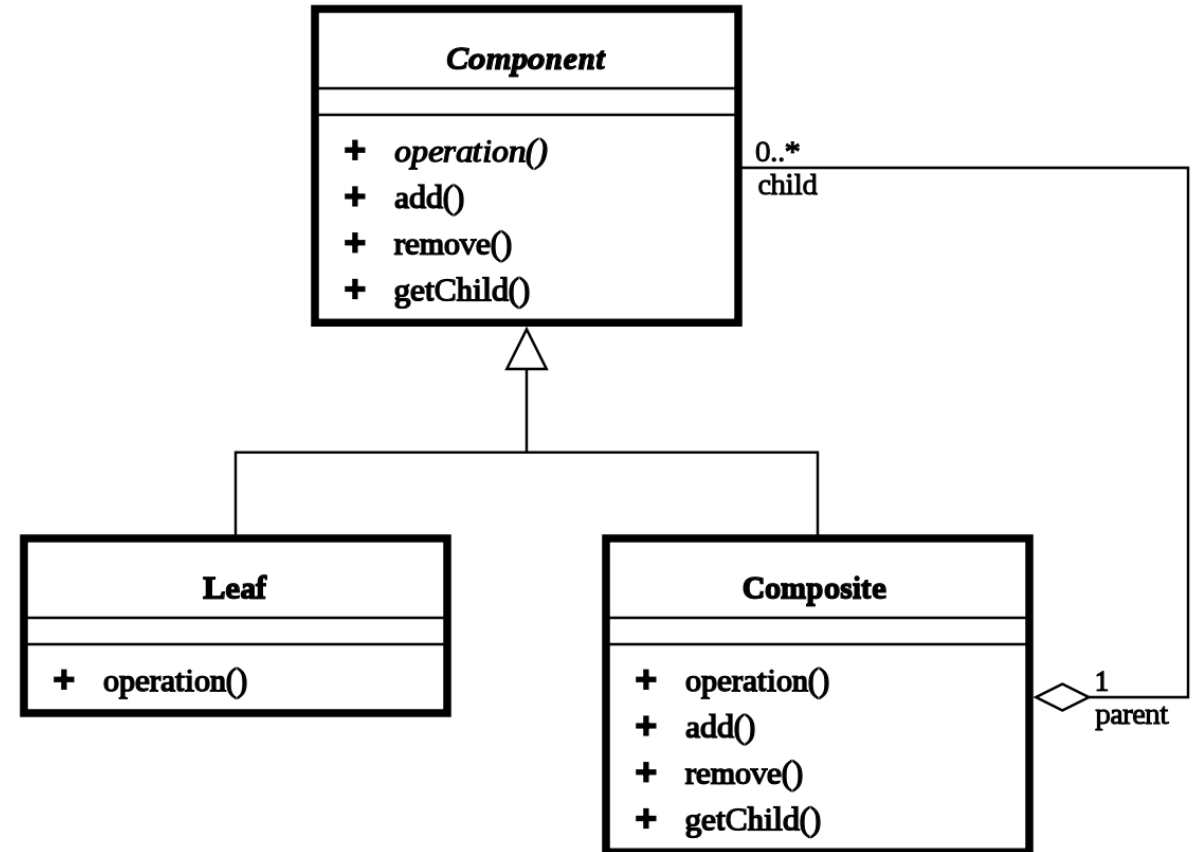 Component
+ operation()
+ add()
+ remove()
+ getChild()
0..*
child
Leaf
+ operation()
Composite
+ operation()
+ add()
+ remove()
+ getChild()
1
parent